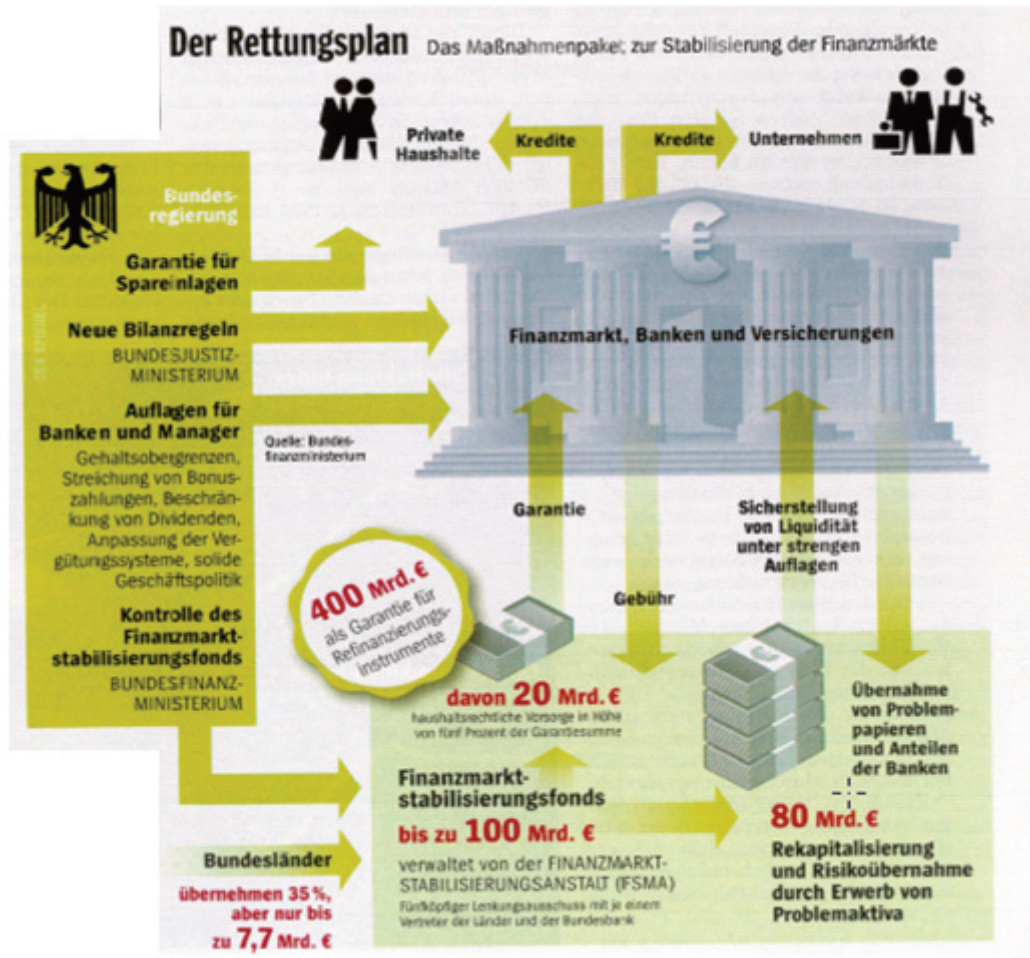 Der Rettungsplan Das Maßnahmenpaket zur Stabilisierung der Finanzmärkte
Private
Haushalte
Kredite
Kredite
Unternehmen
Bundes-
regierung
Garantie für
Spareinlagen
Neue Bilanzregeln
BUNDESJUSTIZ-
MINISTERIUM
Auflagen für
Banken und Manager
Gehaltsobergrenzen,
Streichung von Bonus-
zahlungen, Beschrän-
kung von Dividenden,
Anpassung der Ver-
gütungssysteme, solide
Geschäftspolitik
Kontrolle des
Finanzmarkt-
stabilisierungsfonds
BUNDESFINANZ-
MINISTERIUM
DER SPIEGEL
Quelle: Bundes-
finanzministerium
€
Finanzmarkt, Banken und Versicherungen
Garantie
Gebühr
Sicherstellung
von Liquidität
unter strengen
Auflagen
400 Mrd. €
als Garantie für
Refinanzierungs-
instrumente
davon 20 Mrd. €
haushaltsrechtliche Vorsorge in Höhe
von fünf Prozent der Garantiesumme
Übernahme
von Problem-
papieren
und Anteilen
der Banken
Finanzmarkt-
stabilisierungsfonds
bis zu 100 Mrd. €
verwaltet von der FINANZMARKT-
STABILISIERUNGSANSTALT (FSMA)
Fünfköpfiger Lenkungsausschuss mit je einem
Vertreter der Länder und der Bundesbank
80 Mrd. €
Rekapitalisierung
und Risikoübernahme
durch Erwerb von
Problemaktiva
Bundesländer
übernehmen 35 %,
aber nur bis
zu 7,7 Mrd. €